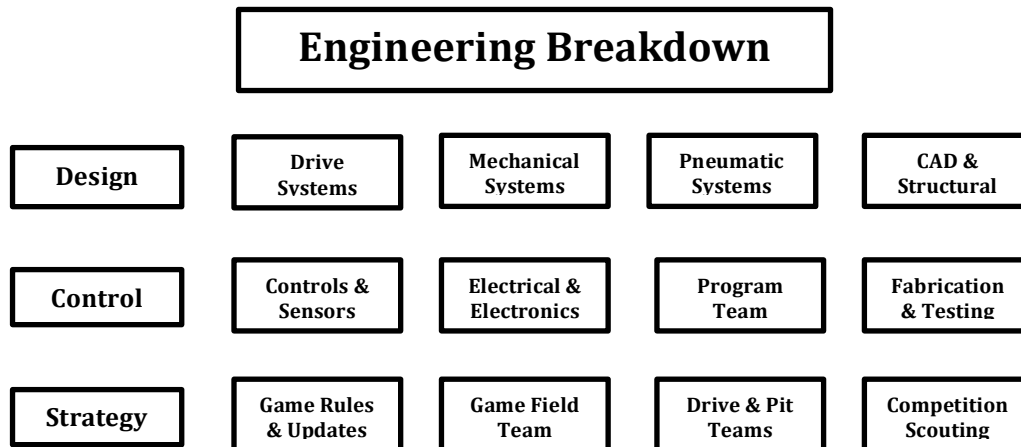 Engineering Breakdown
Design
Drive
Systems
Mechanical
Systems
Pneumatic
Systems
CAD &
Structural
Control
Controls &
Sensors
Electrical &
Electronics
Program
Team
Fabrication
& Testing
Strategy
Game Rules
& Updates
Game Field
Team
Drive & Pit
Teams
Competition
Scouting